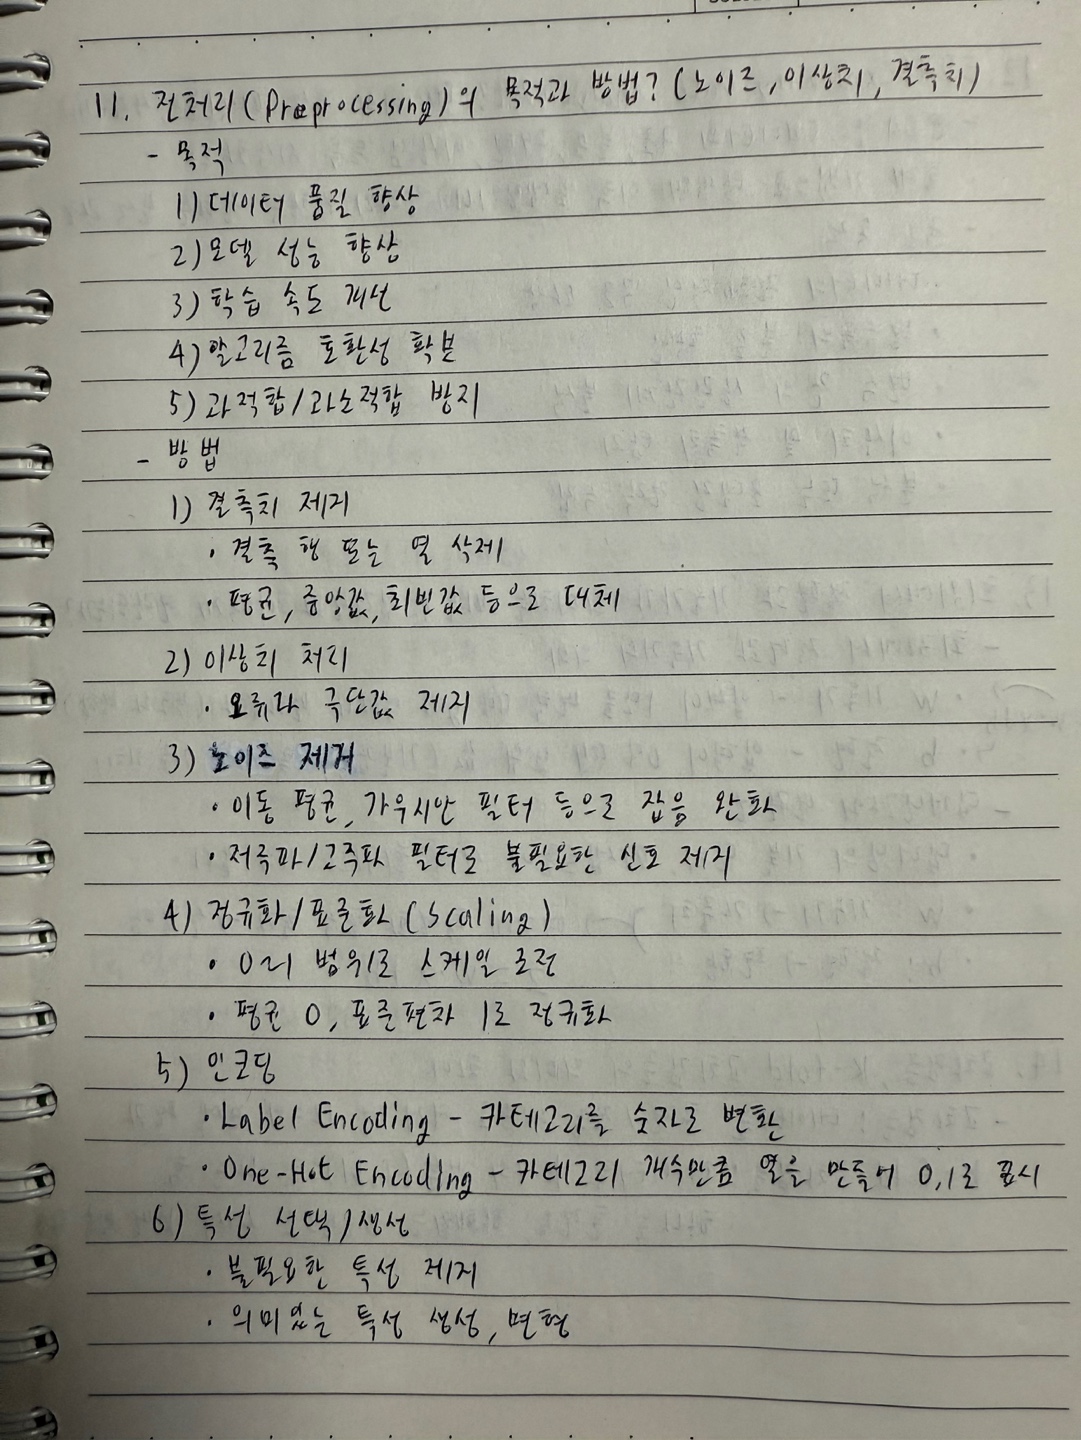 11. 전처리(Preprocessing)의 목적과 방법? (노이즈, 이상치, 결측치)
- 목적
1) 데이터 품질 향상
2) 모델 성능 향상
3) 학습 속도 개선
4) 알고리즘 호환성 확보
5) 과적합/과소적합 방지
- 방법
1) 결측치 제거
· 결측 행 또는 열 삭제
· 평균, 중앙값, 최빈값 등으로 대체
2) 이상치 처리
· 오류나 극단값 제거
3) 노이즈 제거
· 이동 평균, 가우시안 필터 등으로 잡음 완화
· 저주파/고주파 필터로 불필요한 신호 제거
4) 정규화/표준화 (Scaling)
· 0~1 범위로 스케일 조정
· 평균 0, 표준편차 1로 정규화
5) 인코딩
· Label Encoding - 카테고리를 숫자로 변환
· One-Hot Encoding - 카테고리 개수만큼 열을 만들어 0,1로 표시
6) 특성 선택/생성
· 불필요한 특성 제거
· 의미있는 특성 생성, 변형